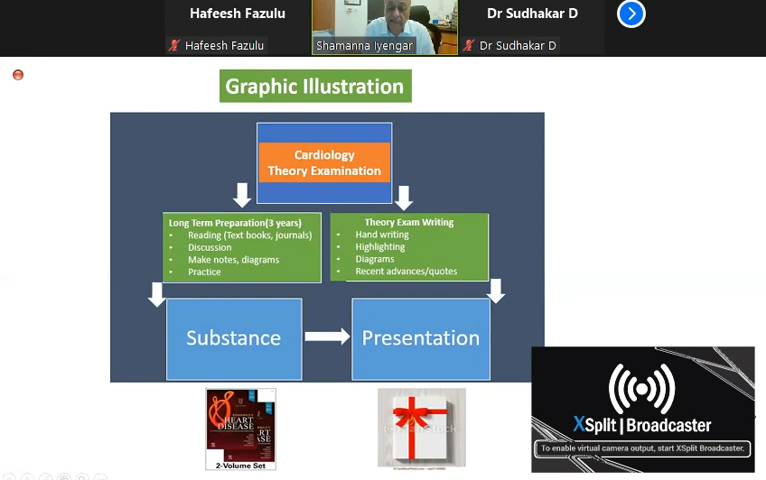 Hafeesh Fazulu
Dr Sudhakar D
Hafeesh Fazulu
Shamanna Iyengar
Dr Sudhakar D
Graphic Illustration
Cardiology
Theory Examination
Long Term Preparation(3 years)
• Reading (Text books, journals)
• Discussion
• Make notes, diagrams
• Practice
Theory Exam Writing
• Hand writing
• Highlighting
• Diagrams
• Recent advances/quotes
Substance
Presentation
HEART
DISEASE
2-Volume Set
XSplit|Broadcaster
To enable virtual camera output, start XSplit Broadcaster.